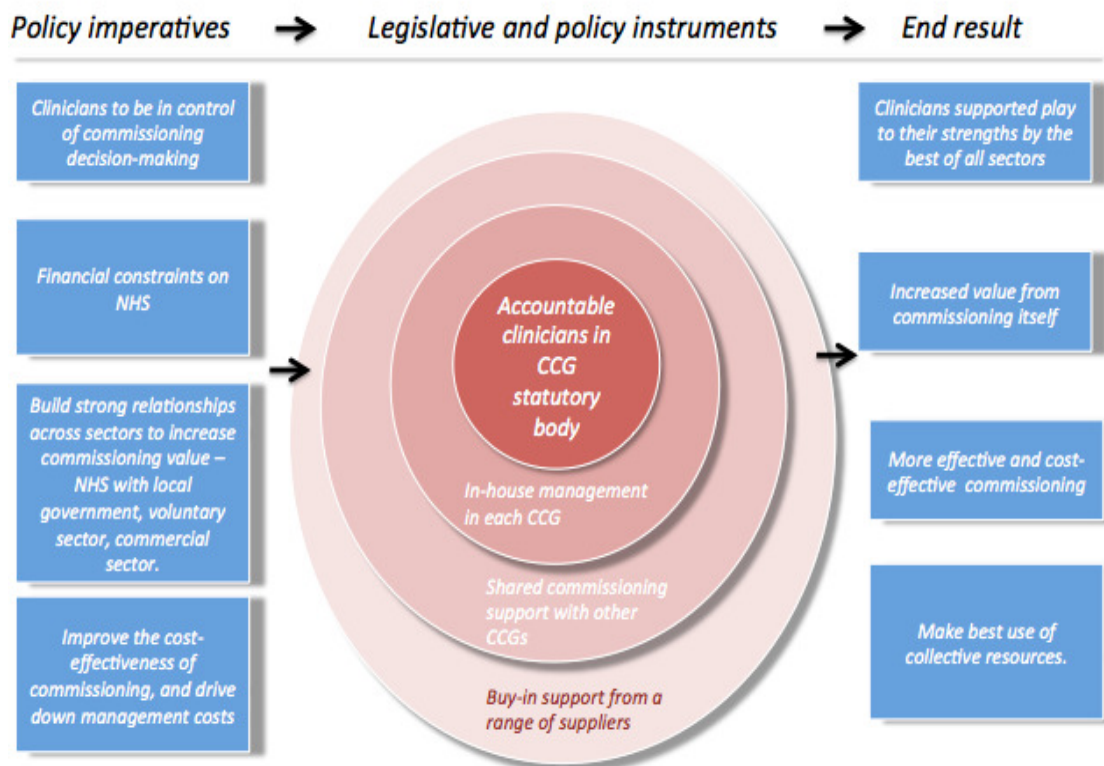 Policy imperatives → Legislative and policy instruments → End result
Clinicians to be in control
of commissioning
decision-making
Financial constraints on
NHS
Build strong relationships
across sectors to increase
commissioning value –
NHS with local
government, voluntary
sector, commercial
sector.
Improve the cost-
effectiveness of
commissioning, and drive
down management costs
Accountable
clinicians in
CCG
statutory
body
In-house management
in each CCG
Shared commissioning
support with other
CCGs
Buy-in support from a
range of suppliers
Clinicians supported play
to their strengths by the
best of all sectors
Increased value from
commissioning itself
More effective and cost-
effective commissioning
Make best use of
collective resources.